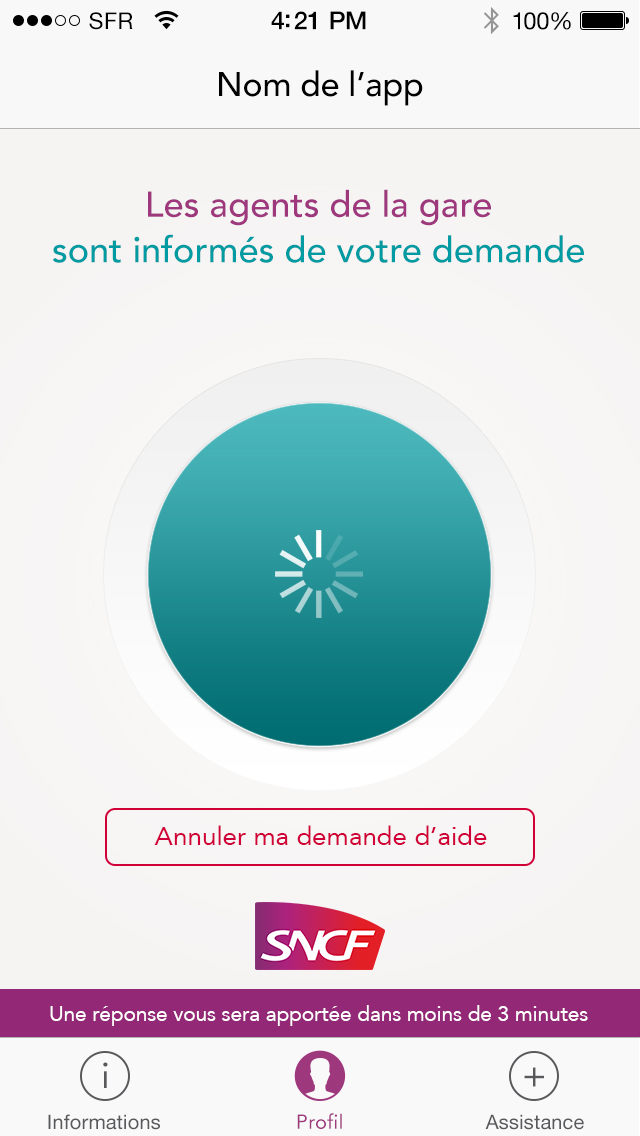 SFR 4:21 PM 100%
Nom de l’app
Les agents de la gare
sont informés de votre demande
Annuler ma demande d’aide
SNCF
Une réponse vous sera apportée dans moins de 3 minutes
Informations Profil Assistance